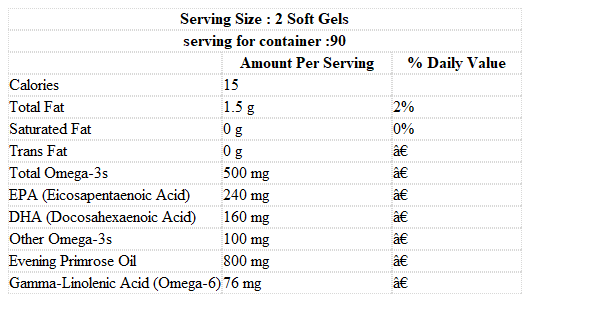 Serving Size : 2 Soft Gels
serving for container :90
Amount Per Serving % Daily Value
Calories 15
Total Fat 1.5 g 2%
Saturated Fat 0 g 0%
Trans Fat 0 g â€
Total Omega-3s 500 mg â€
EPA (Eicosapentaenoic Acid) 240 mg â€
DHA (Docosahexaenoic Acid) 160 mg â€
Other Omega-3s 100 mg â€
Evening Primrose Oil 800 mg â€
Gamma-Linolenic Acid (Omega-6) 76 mg â€